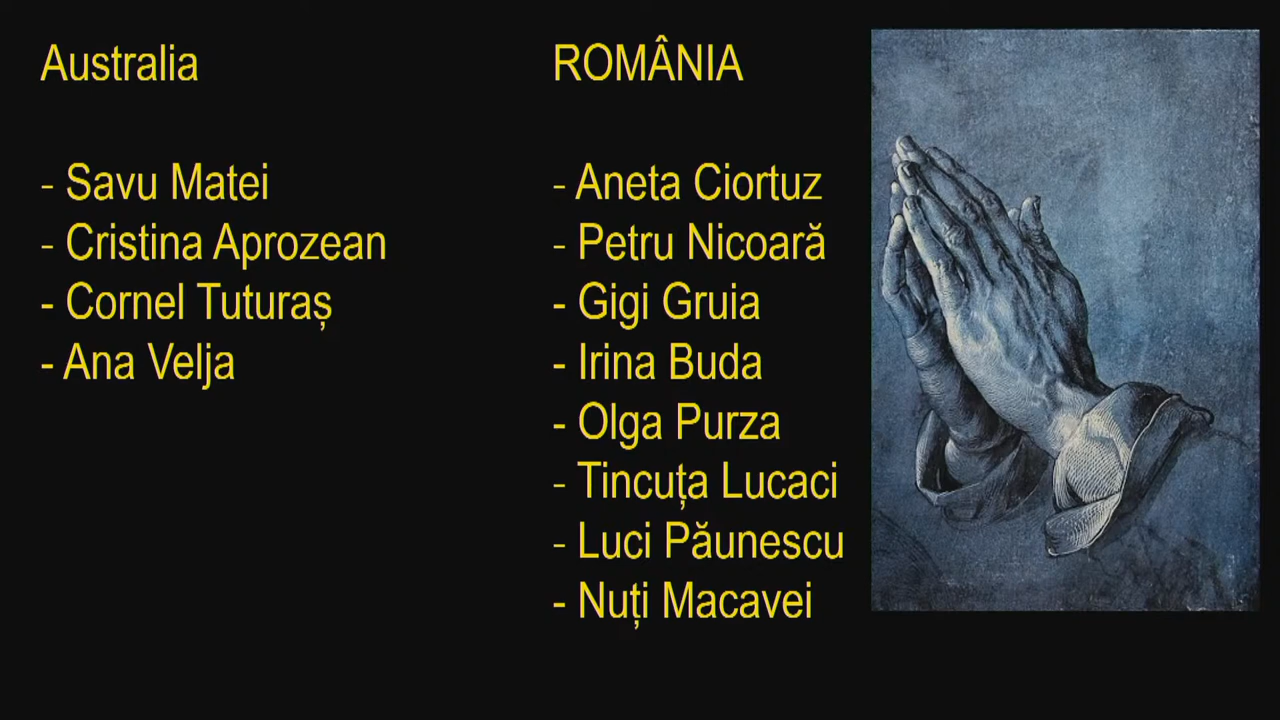 Australia
- Savu Matei
- Cristina Aprozean
- Cornel Tuturaș
- Ana Velja
ROMÂNIA
- Aneta Ciortuz
- Petru Nicoară
- Gigi Gruia
- Irina Buda
- Olga Purza
- Tincuța Lucaci
- Luci Păunescu
- Nuți Macavei